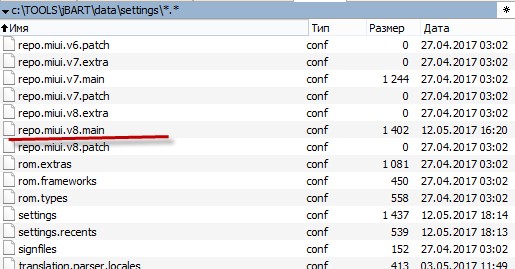 c:\TOOLS\jBART\data\settings\*.*
Имя Тип Размер Дата
repo.miui.v6.patch conf 0 27.04.2017 03:02
repo.miui.v7.extra conf 0 27.04.2017 03:02
repo.miui.v7.main conf 1 244 27.04.2017 03:02
repo.miui.v7.patch conf 0 27.04.2017 03:02
repo.miui.v8.extra conf 0 27.04.2017 03:02
repo.miui.v8.main conf 1 402 12.05.2017 16:20
repo.miui.v8.patch conf 0 27.04.2017 03:02
rom.extras conf 1 081 27.04.2017 03:02
rom.frameworks conf 450 27.04.2017 03:02
rom.types conf 558 27.04.2017 03:02
settings conf 1 437 12.05.2017 18:14
settings.recents conf 539 12.05.2017 18:13
signfiles conf 152 27.04.2017 03:02
translation.parser.locales conf 403 03.05.2017 11:49